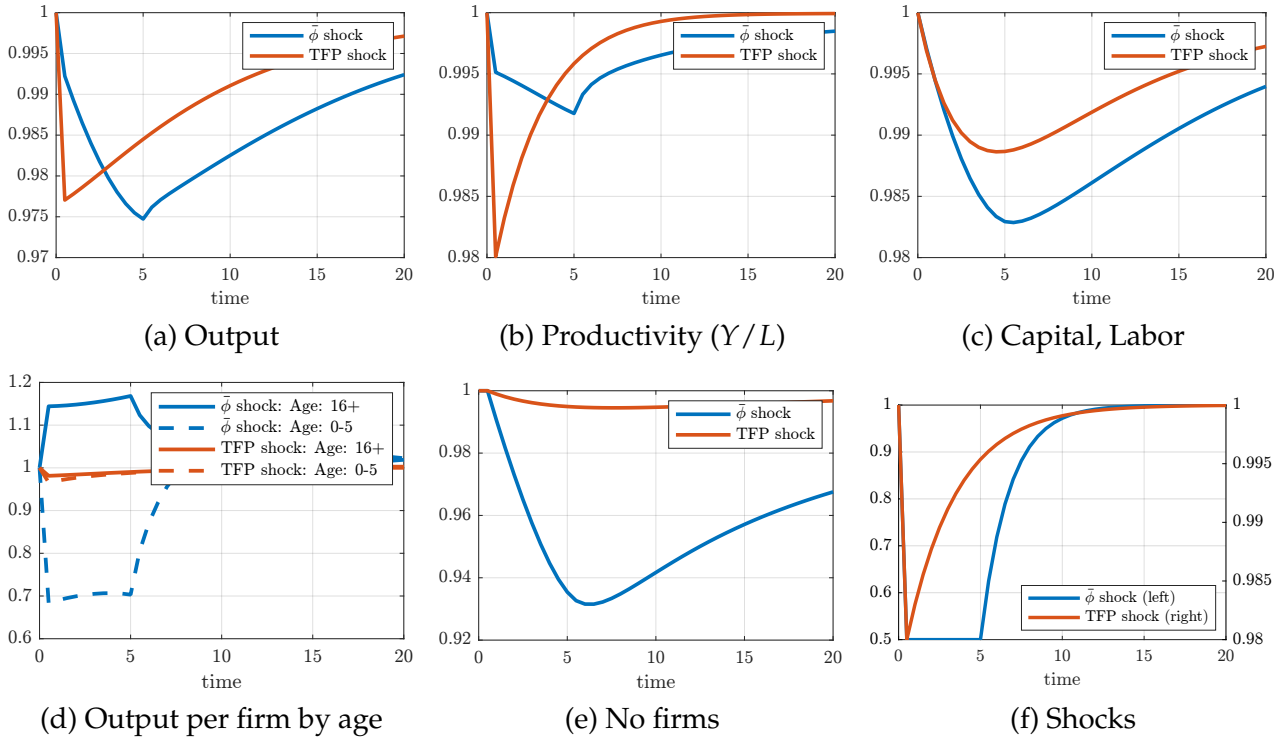 1
0.995
0.99
0.985
0.98
0.975
0.97
0
5
10
15
20
time
ϕ̄ shock
TFP shock
(a) Output
1
0.995
0.99
0.985
0.98
0
5
10
15
20
time
ϕ̄ shock
TFP shock
(b) Productivity (Y/L)
1
0.995
0.99
0.985
0.98
0
5
10
15
20
time
ϕ̄ shock
TFP shock
(c) Capital, Labor
1.2
1.1
1
0.9
0.8
0.7
0.6
0
5
10
15
20
time
ϕ̄ shock: Age: 16+
ϕ̄ shock: Age: 0-5
TFP shock: Age: 16+
TFP shock: Age: 0-5
(d) Output per firm by age
1
0.98
0.96
0.94
0.92
0
5
10
15
20
time
ϕ̄ shock
TFP shock
(e) No firms
1
0.9
0.8
0.7
0.6
0.5
0
5
10
15
20
time
1
0.995
0.99
0.985
0.98
ϕ̄ shock (left)
TFP shock (right)
(f) Shocks